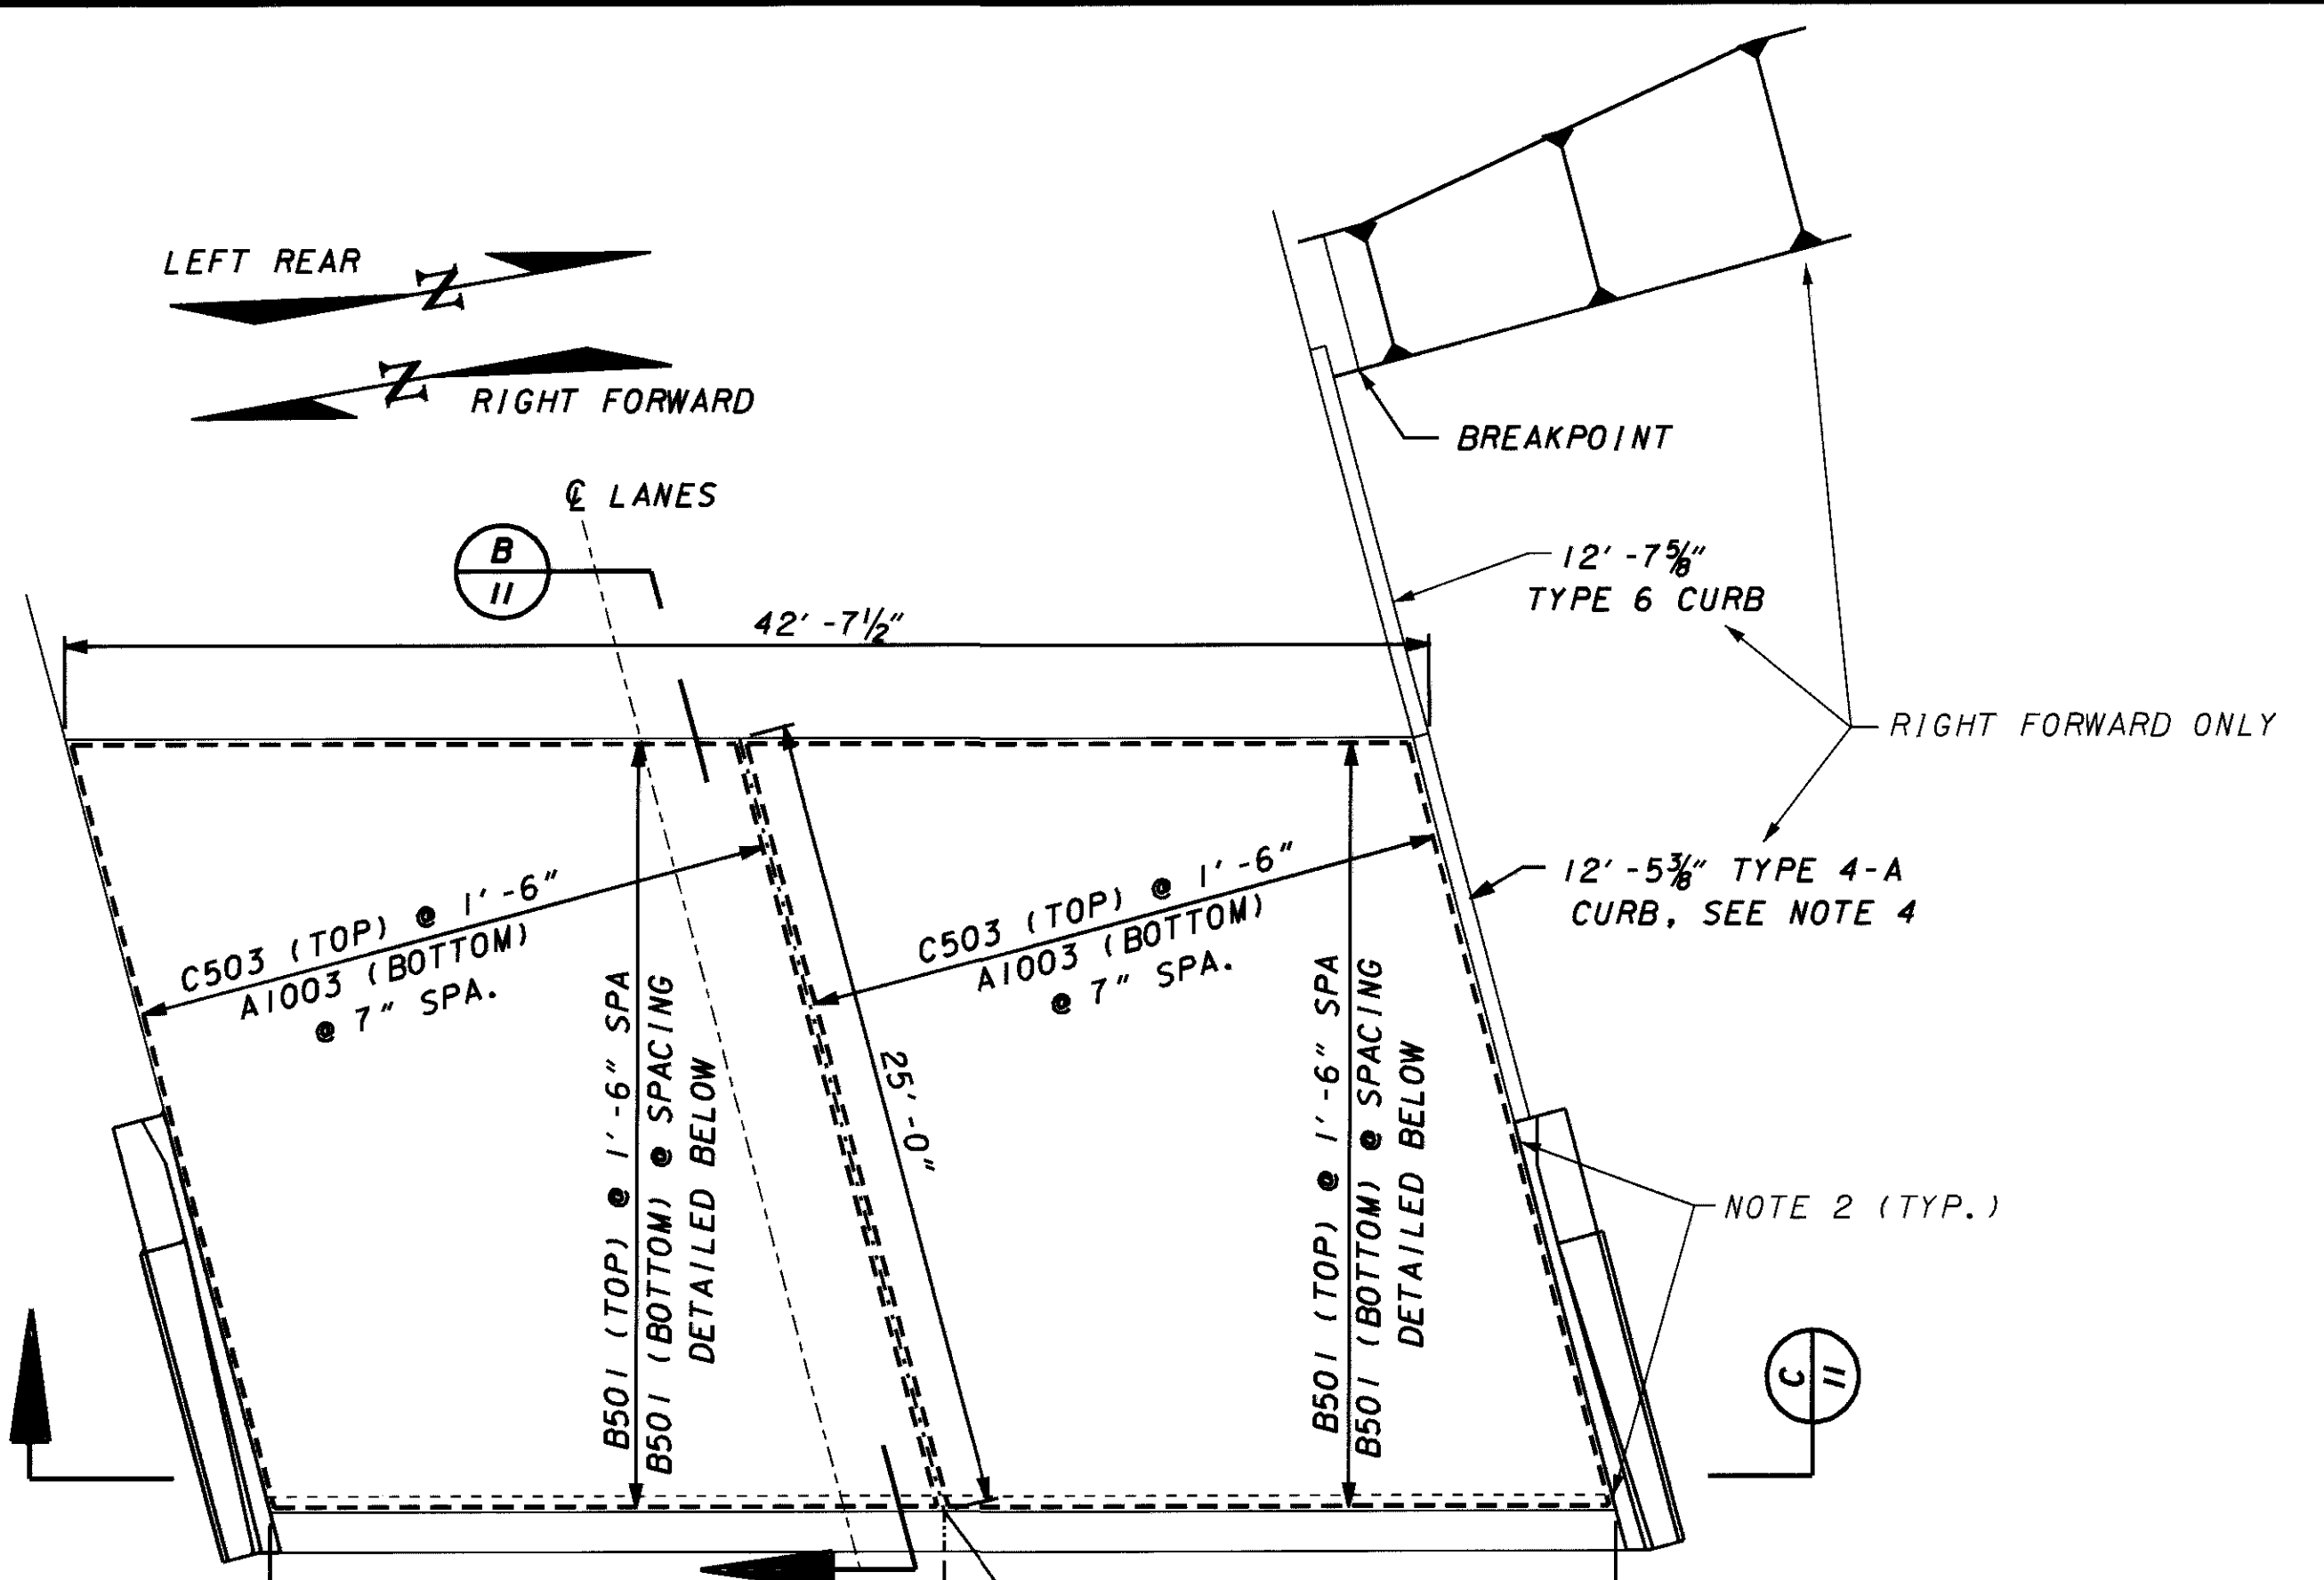 LEFT REAR
N
N
RIGHT FORWARD
BREAKPOINT
℄ LANES
B
11
42'-7½"
12'-7⅝"
TYPE 6 CURB
RIGHT FORWARD ONLY
12'-5⅜" TYPE 4-A
CURB, SEE NOTE 4
C503 (TOP) @ 1'-6"
A1003 (BOTTOM)
@ 7" SPA.
C503 (TOP) @ 1'-6"
A1003 (BOTTOM)
@ 7" SPA.
B501 (TOP) @ 1'-6" SPA
B501 (BOTTOM) @ SPACING
DETAILED BELOW
25'-0"
B501 (TOP) @ 1'-6" SPA
B501 (BOTTOM) @ SPACING
DETAILED BELOW
NOTE 2 (TYP.)
C
11